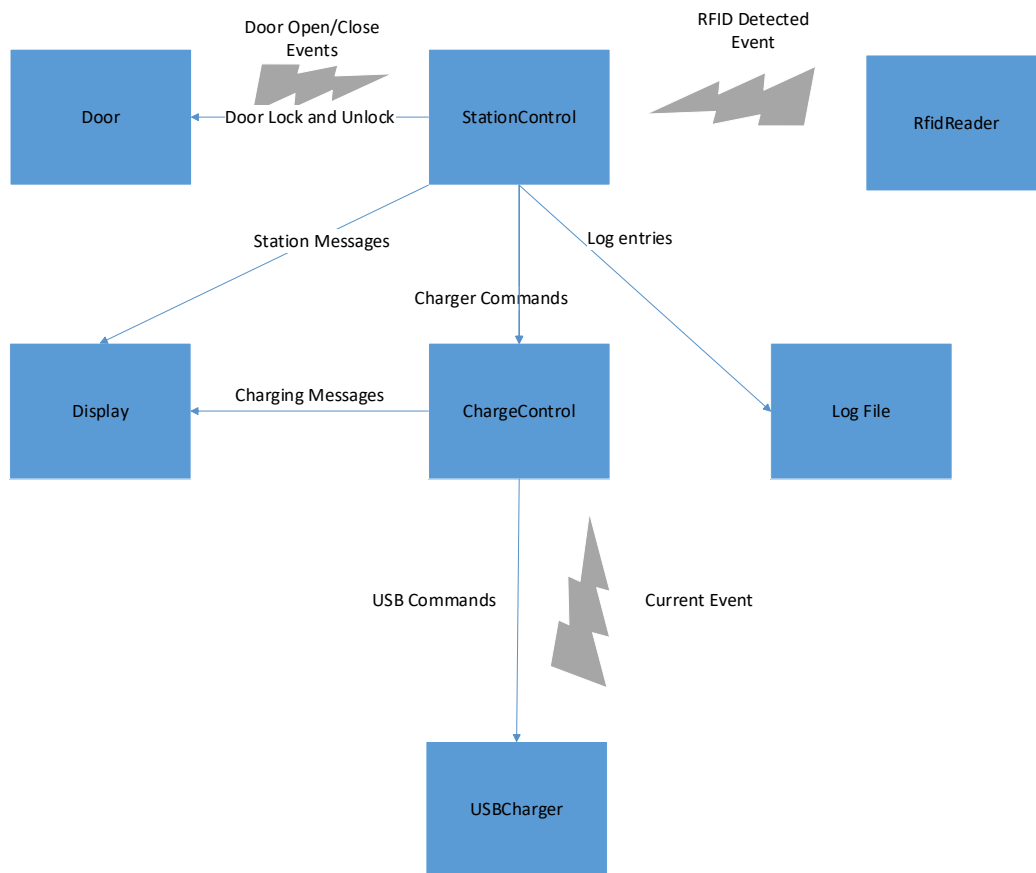 Door Open/Close
Events
RFID Detected
Event
Door
Door Lock and Unlock
StationControl
RfidReader
Station Messages
Log entries
Charger Commands
Display
Charging Messages
ChargeControl
Log File
USB Commands
Current Event
USBCharger